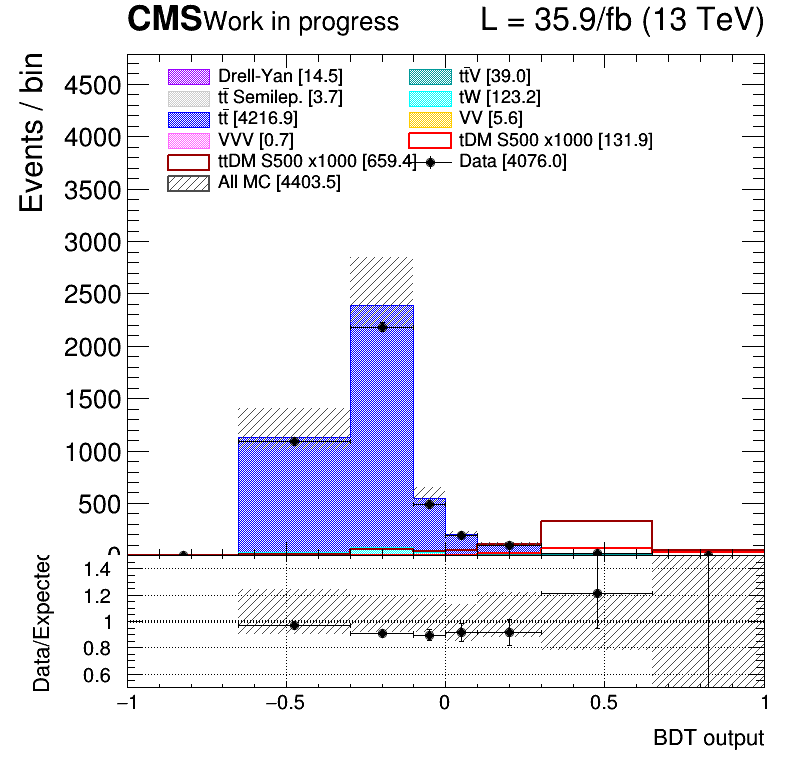 CMS Work in progress L = 35.9/fb (13 TeV)
Events / bin
4500
4000
3500
3000
2500
2000
1500
1000
500
0
Drell-Yan [14.5]
tt̄ Semilep. [3.7]
tt̄ [4216.9]
VVV [0.7]
ttDM S500 x1000 [659.4]
All MC [4403.5]
tt̄V [39.0]
tW [123.2]
VV [5.6]
tDM S500 x1000 [131.9]
Data [4076.0]
Data/Expected
1.4
1.2
1
0.8
0.6
−1 −0.5 0 0.5 1
BDT output